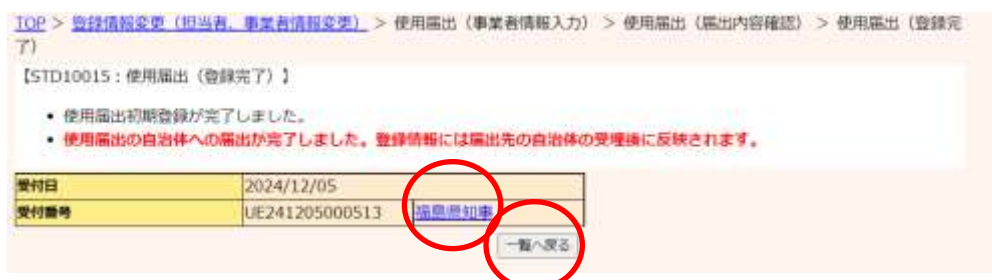 TOP > 登録情報変更（担当者、事業者情報変更） > 使用届出（事業者情報入力） > 使用届出（届出内容確認） > 使用届出（登録完
了）
【STD10015：使用届出（登録完了）】
• 使用届出初期登録が完了しました。
• 使用届出の自治体への届出が完了しました。登録情報には届出先の自治体の受理後に反映されます。
受付日 2024/12/05
受付番号 UE241205000513 福島県知事
一覧へ戻る